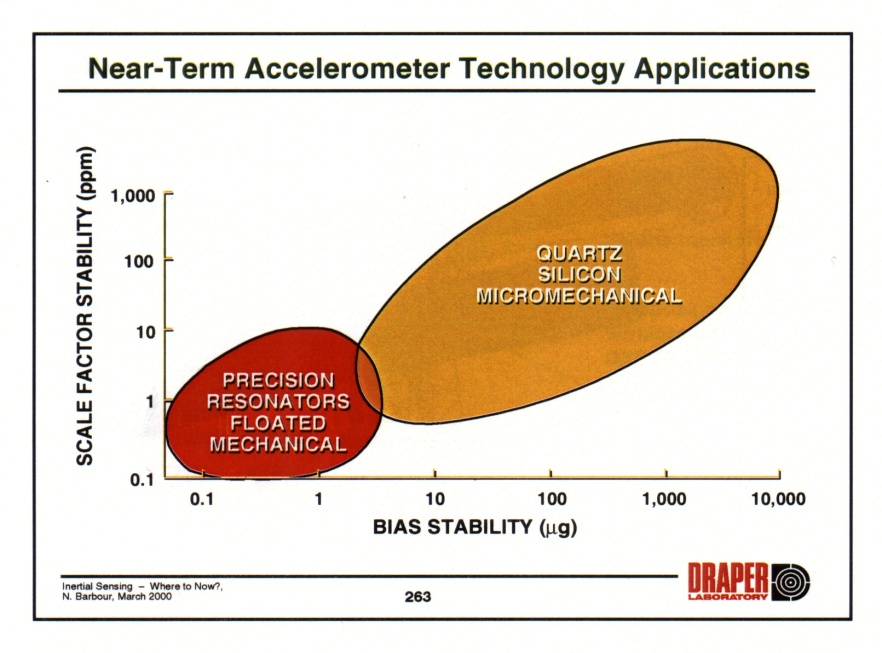 Near-Term Accelerometer Technology Applications
SCALE FACTOR STABILITY (ppm)
1,000
100
10
1
0.1
QUARTZ
SILICON
MICROMECHANICAL
PRECISION
RESONATORS
FLOATED
MECHANICAL
0.1 1 10 100 1,000 10,000
BIAS STABILITY (μg)
Inertial Sensing – Where to Now?,
N. Barbour, March 2000
263
DRAPER
LABORATORY